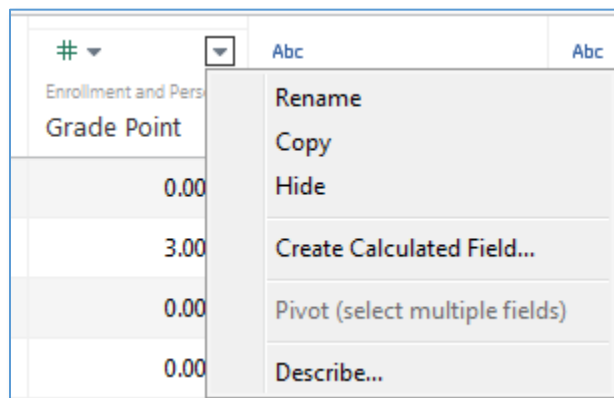 # Abc Abc
Enrollment and Pers
Grade Point
Rename
Copy
Hide
Create Calculated Field...
Pivot (select multiple fields)
Describe...
0.00
3.00
0.00
0.00